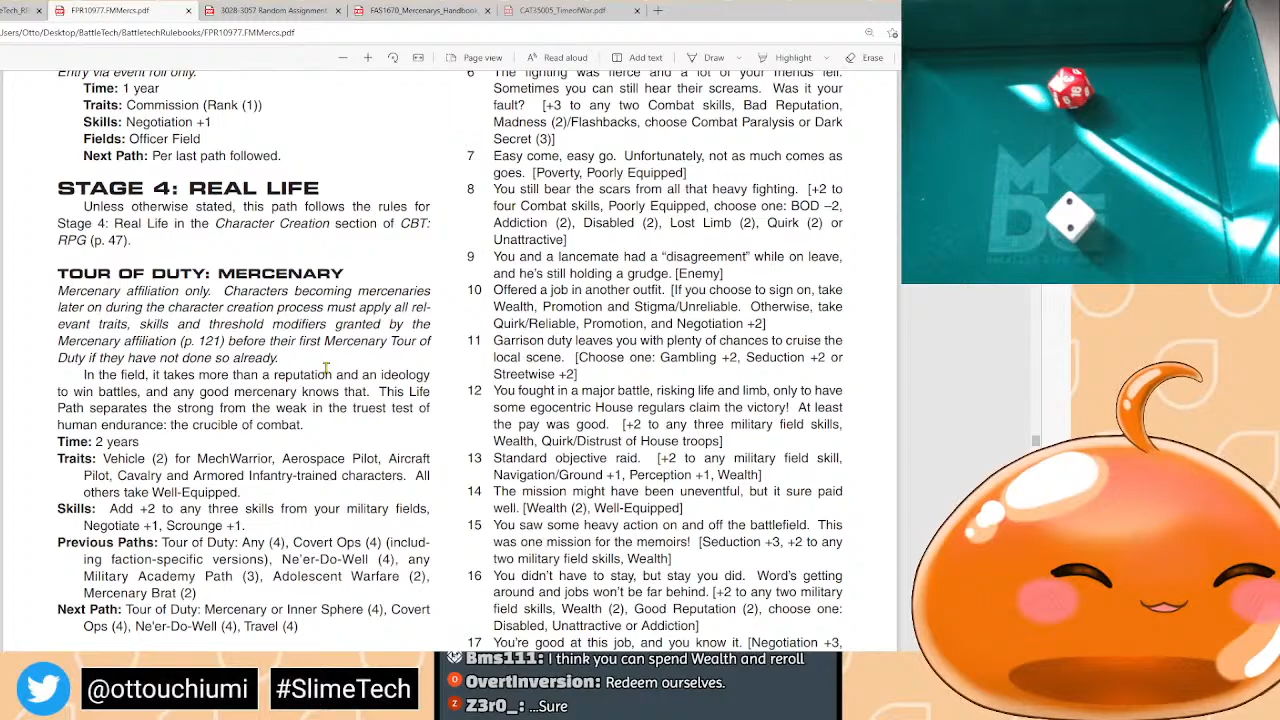 FPR10977.FMMercs.pdf
3028-3057 Random Assignment
FAS1670_Mercenarys_Handbook
CAT35005_TimeofWar.pdf
sers/Otto/Desktop/BattleTech/BattletechRulebooks/FPR10977.FMMercs.pdf
Page view
Read aloud
Add text
Draw
Highlight
Erase
Entry via event roll only.
Time: 1 year
Traits: Commission (Rank (1))
Skills: Negotiation +1
Fields: Officer Field
Next Path: Per last path followed.
STAGE 4: REAL LIFE
Unless otherwise stated, this path follows the rules for
Stage 4: Real Life in the Character Creation section of CBT:
RPG (p. 47).
TOUR OF DUTY: MERCENARY
Mercenary affiliation only. Characters becoming mercenaries
later on during the character creation process must apply all rel-
evant traits, skills and threshold modifiers granted by the
Mercenary affiliation (p. 121) before their first Mercenary Tour of
Duty if they have not done so already.
In the field, it takes more than a reputation and an ideology
to win battles, and any good mercenary knows that. This Life
Path separates the strong from the weak in the truest test of
human endurance: the crucible of combat.
Time: 2 years
Traits: Vehicle (2) for MechWarrior, Aerospace Pilot, Aircraft
Pilot, Cavalry and Armored Infantry-trained characters. All
others take Well-Equipped.
Skills: Add +2 to any three skills from your military fields,
Negotiate +1, Scrounge +1.
Previous Paths: Tour of Duty: Any (4), Covert Ops (4) (includ-
ing faction-specific versions), Ne'er-Do-Well (4), any
Military Academy Path (3), Adolescent Warfare (2),
Mercenary Brat (2)
Next Path: Tour of Duty: Mercenary or Inner Sphere (4), Covert
Ops (4), Ne'er-Do-Well (4), Travel (4)
6 The fighting was fierce and a lot of your friends fell.
Sometimes you can still hear their screams. Was it your
fault? [+3 to any two Combat skills, Bad Reputation,
Madness (2)/Flashbacks, choose Combat Paralysis or Dark
Secret (3)]
7 Easy come, easy go. Unfortunately, not as much comes as
goes. [Poverty, Poorly Equipped]
8 You still bear the scars from all that heavy fighting. [+2 to
four Combat skills, Poorly Equipped, choose one: BOD –2,
Addiction (2), Disabled (2), Lost Limb (2), Quirk (2) or
Unattractive]
9 You and a lancemate had a “disagreement” while on leave,
and he's still holding a grudge. [Enemy]
10 Offered a job in another outfit. [If you choose to sign on, take
Wealth, Promotion and Stigma/Unreliable. Otherwise, take
Quirk/Reliable, Promotion, and Negotiation +2]
11 Garrison duty leaves you with plenty of chances to cruise the
local scene. [Choose one: Gambling +2, Seduction +2 or
Streetwise +2]
12 You fought in a major battle, risking life and limb, only to have
some egocentric House regulars claim the victory! At least
the pay was good. [+2 to any three military field skills,
Wealth, Quirk/Distrust of House troops]
13 Standard objective raid. [+2 to any military field skill,
Navigation/Ground +1, Perception +1, Wealth]
14 The mission might have been uneventful, but it sure paid
well. [Wealth (2), Well-Equipped]
15 You saw some heavy action on and off the battlefield. This
was one mission for the memoirs! [Seduction +3, +2 to any
two military field skills, Wealth]
16 You didn't have to stay, but stay you did. Word's getting
around and jobs won't be far behind. [+2 to any two military
field skills, Wealth (2), Good Reputation (2), choose one:
Disabled, Unattractive or Addiction]
17 You're good at this job, and you know it. [Negotiation +3,
@ottouchiumi
#SlimeTech
Bms111: I think you can spend Wealth and reroll
OvertInversion: Redeem ourselves.
Z3r0_: ...Sure
16